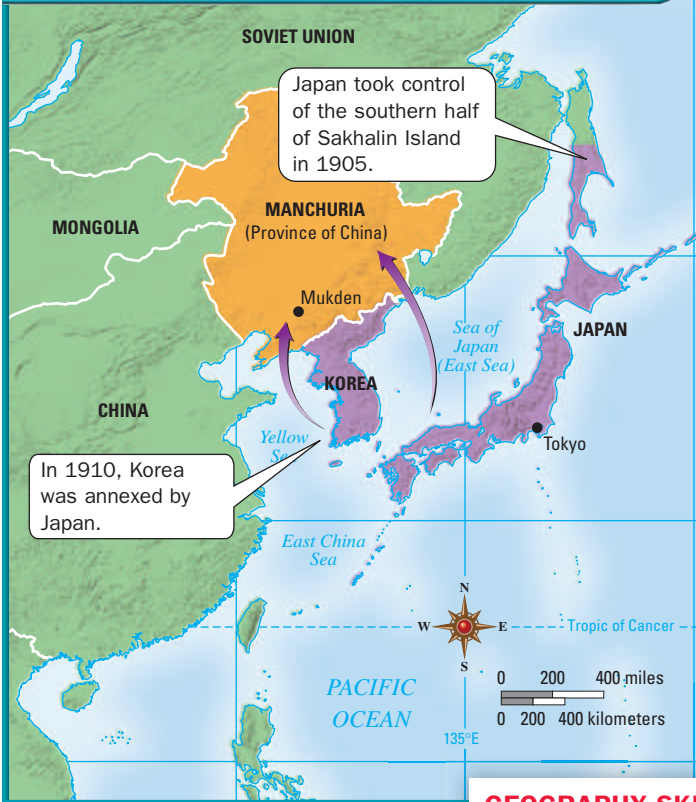 SOVIET UNION
Japan took control
of the southern half
of Sakhalin Island
in 1905.
MONGOLIA
MANCHURIA
(Province of China)
Mukden
Sea of
Japan
(East Sea)
JAPAN
KOREA
CHINA
Yellow
Sea
Tokyo
In 1910, Korea
was annexed by
Japan.
East China
Sea
N
W E
S
Tropic of Cancer
PACIFIC
OCEAN
0 200 400 miles
0 200 400 kilometers
135°E